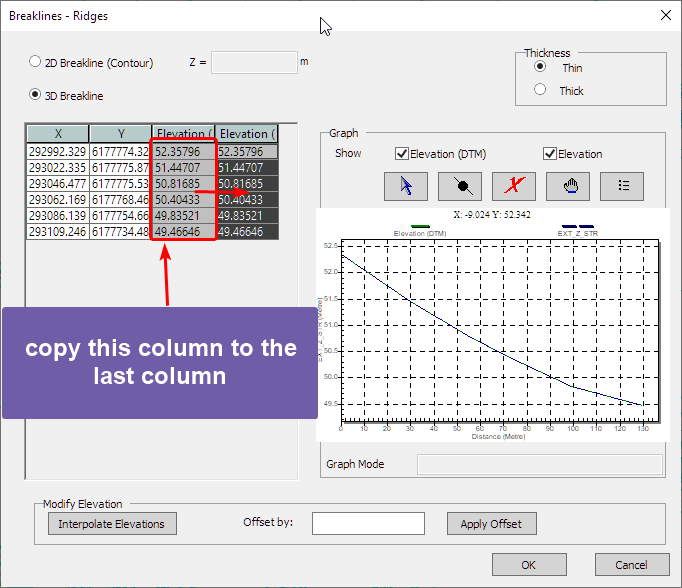 Breaklines - Ridges
2D Breakline (Contour)
Z =
m
3D Breakline
Thickness
Thin
Thick
X Y Elevation ( Elevation (
292992.329 6177774.32 52.35796 52.35796
293022.335 6177775.87 51.44707 51.44707
293046.477 6177775.53 50.81685 50.81685
293062.169 6177768.46 50.40433 50.40433
293086.139 6177754.66 49.83521 49.83521
293109.246 6177734.48 49.46646 49.46646
copy this column to the
last column
Graph
Show
Elevation (DTM)
Elevation
X: -9.024 Y: 52.342
Elevation (DTM)
EXT_Z_STR
EXT_Z_STR (Metre)
52.5
52.0
51.5
51.0
50.5
50.0
49.5
0 10 20 30 40 50 60 70 80 90 100 110 120 130
Distance (Metre)
Graph Mode
Modify Elevation
Interpolate Elevations
Offset by:
Apply Offset
OK
Cancel